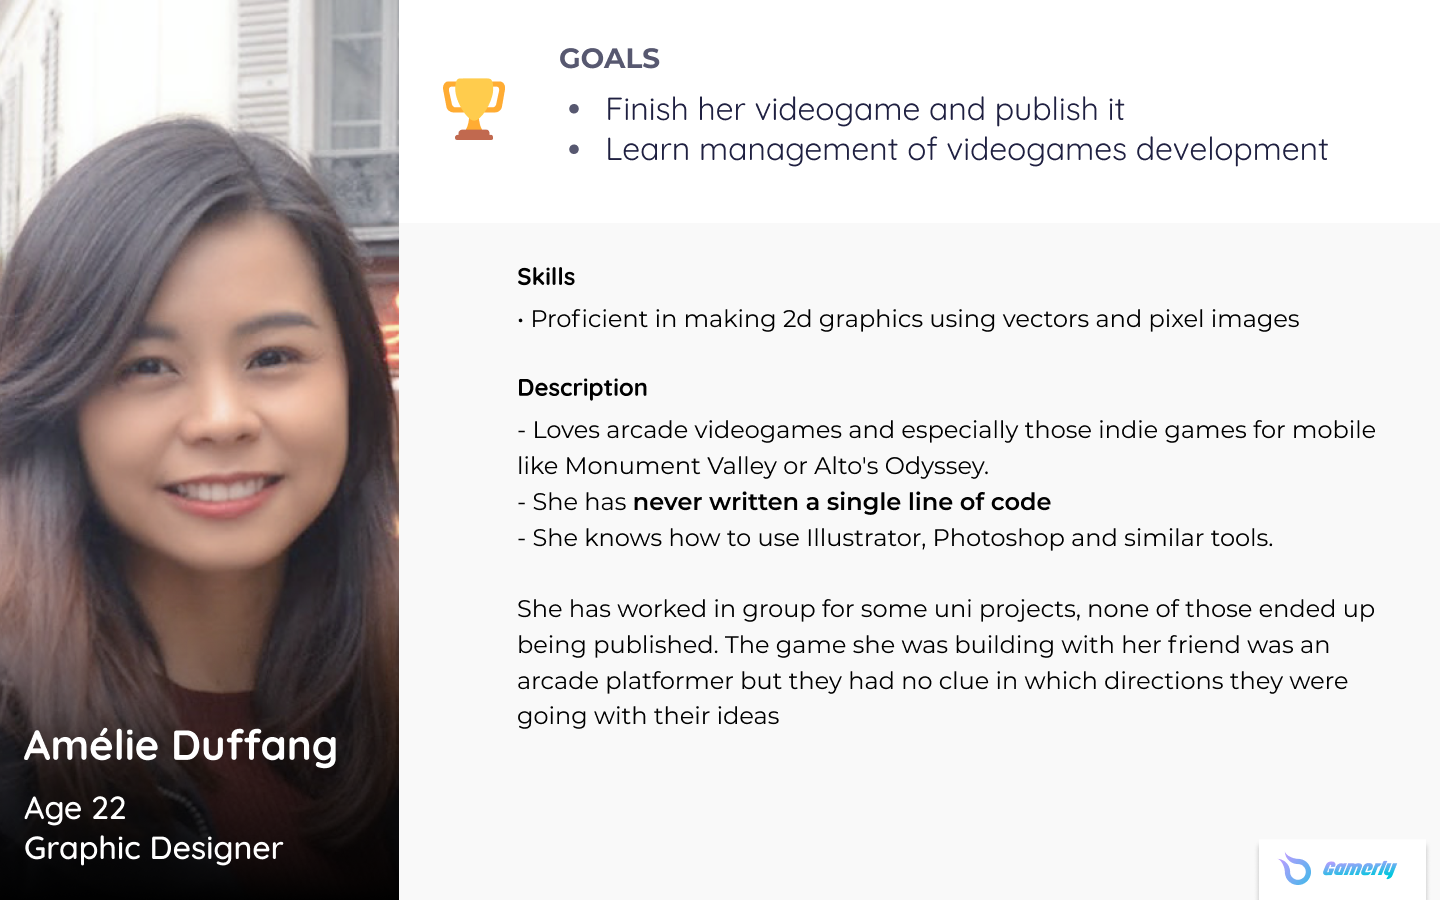 GOALS
• Finish her videogame and publish it
• Learn management of videogames development
Skills
• Proficient in making 2d graphics using vectors and pixel images
Description
- Loves arcade videogames and especially those indie games for mobile
like Monument Valley or Alto's Odyssey.
- She has never written a single line of code
- She knows how to use Illustrator, Photoshop and similar tools.
She has worked in group for some uni projects, none of those ended up
being published. The game she was building with her friend was an
arcade platformer but they had no clue in which directions they were
going with their ideas
Amélie Duffang
Age 22
Graphic Designer
Gamerly